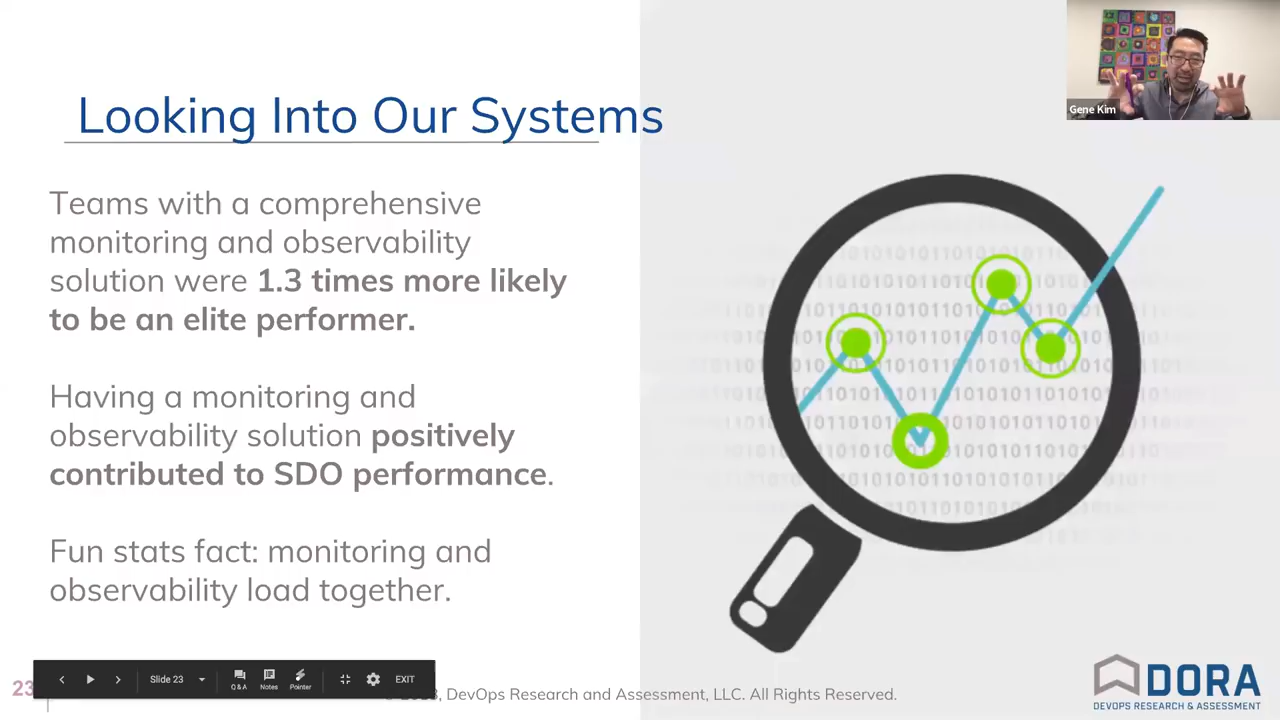 Looking Into Our Systems
Gene Kim
Teams with a comprehensive
monitoring and observability
solution were 1.3 times more likely
to be an elite performer.
Having a monitoring and
observability solution positively
contributed to SDO performance.
Fun stats fact: monitoring and
observability load together.
23
Slide 23
Q & A
Notes
Pointer
EXIT
DevOps Research and Assessment, LLC. All Rights Reserved.
DORA
DEVOPS RESEARCH & ASSESSMENT